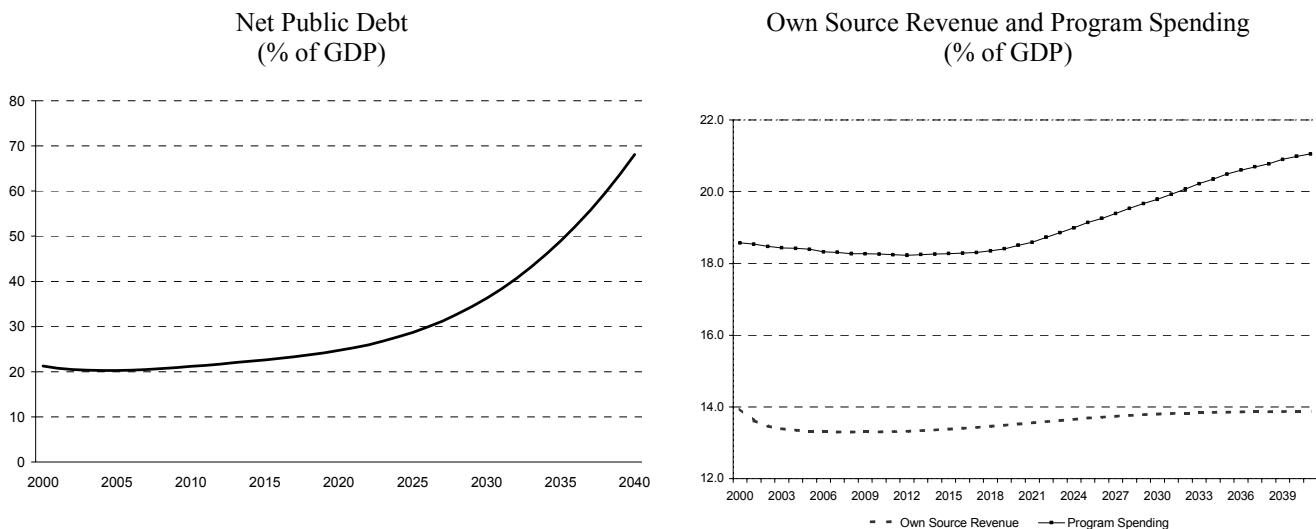 Net Public Debt
(% of GDP)
80
70
60
50
40
30
20
10
0
2000 2005 2010 2015 2020 2025 2030 2035 2040
Own Source Revenue and Program Spending
(% of GDP)
22.0
20.0
18.0
16.0
14.0
12.0
2000 2003 2006 2009 2012 2015 2018 2021 2024 2027 2030 2033 2036 2039
Own Source Revenue Program Spending